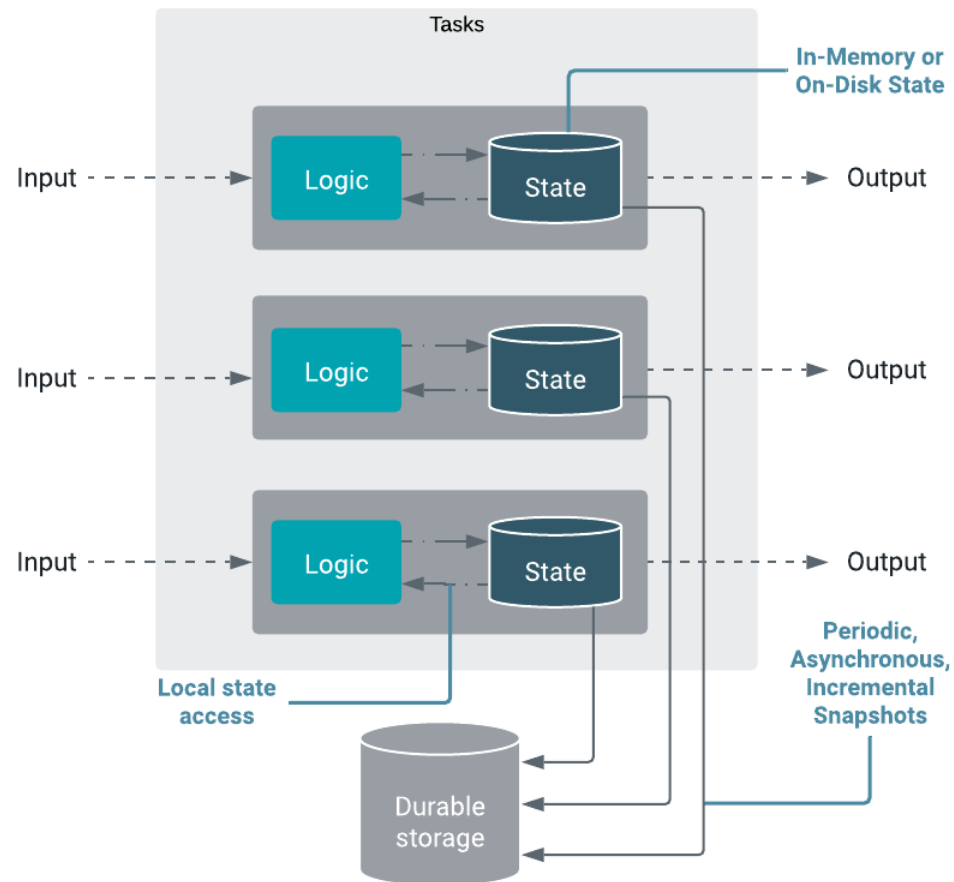 Tasks
In-Memory or
On-Disk State
Input
Logic
State
Output
Input
Logic
State
Output
Input
Logic
State
Output
Local state
access
Periodic,
Asynchronous,
Incremental
Snapshots
Durable
storage